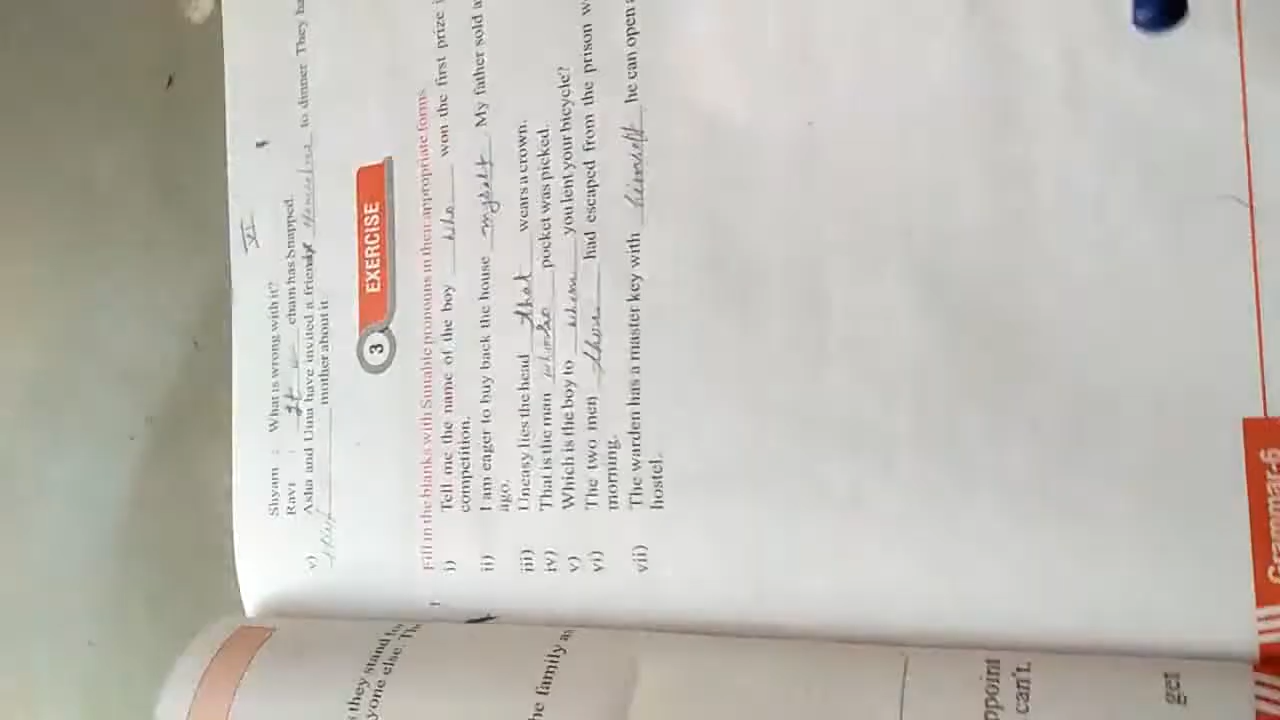 XI
Shyam : What is wrong with it?
Ravi : It cham has Snapped.
v) Asha and Uma have invited a friend to dinner They ha
mother about it
3 EXERCISE
1 Fill in the blanks with Suitable pronouns in their appropriate forms
i) Tell me the name of the boy who won the first prize i
competition.
ii) I am eager to buy back the house myself My father sold a
ago.
iii) Uneasy lies the head that wears a crown.
iv) That is the man whose pocket was picked.
v) Which is the boy to whom you lent your bicycle?
vi) The two men had escaped from the prison w
morning.
vii) The warden has a master key with himself he can open
hostel.
they stand for
yone else. Th
he family as
ppoint
can't.
get
Grammar-6